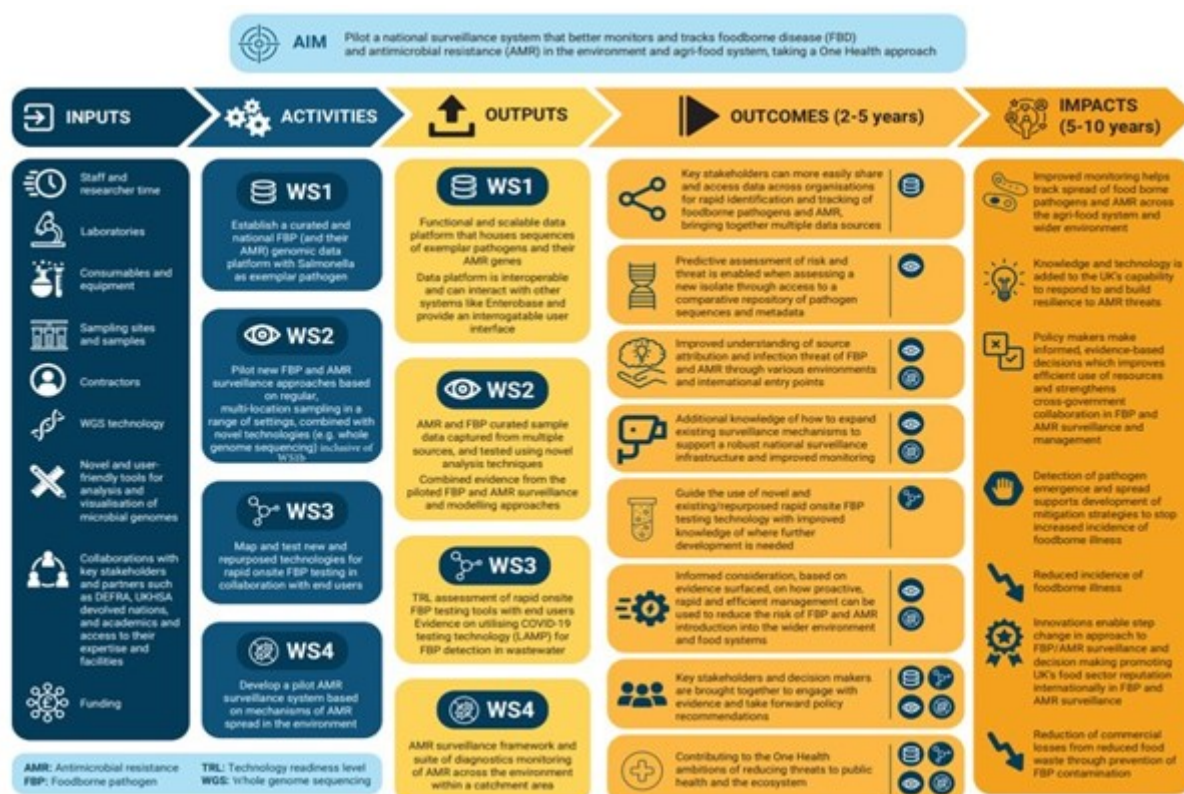 AIM
Pilot a national surveillance system that better monitors and tracks foodborne disease (FBD)
and antimicrobial resistance (AMR) in the environment and agri-food system, taking a One Health approach
INPUTS
Staff and
researcher time
Laboratories
Consumables and
equipment
Sampling sites
and samples
Contractors
WGS technology
Novel and user-
friendly tools for
analysis and
visualisation of
microbial genomes
Collaborations with
key stakeholders
and partners such
as DEFRA, UKHSA
devolved nations,
and academics and
access to their
expertise and
facilities
Funding
ACTIVITIES
WS1
Establish a curated and
national FBP (and their
AMR) genomic data
platform with Salmonella
as exemplar pathogen
WS2
Pilot new FBP and AMR
surveillance approaches based
on regular,
multi-location sampling in a
range of settings, combined with
novel technologies (e.g. whole
genome sequencing) inclusive of
WS2b
WS3
Map and test new and
repurposed technologies for
rapid onsite FBP testing in
collaboration with end users
WS4
Develop a pilot AMR
surveillance system based
on mechanisms of AMR
spread in the environment
OUTPUTS
WS1
Functional and scalable data
platform that houses sequences
of exemplar pathogens and their
AMR genes
Data platform is interoperable
and can interact with other
systems like Enterobase and
provide an interrogatable user
interface
WS2
AMR and FBP curated sample
data captured from multiple
sources, and tested using novel
analysis techniques
Combined evidence from the
piloted FBP and AMR surveillance
and modelling approaches
WS3
TRL assessment of rapid onsite
FBP testing tools with end users
Evidence on utilising COVID-19
testing technology (LAMP) for
FBP detection in wastewater
WS4
AMR surveillance framework and
suite of diagnostics monitoring
of AMR across the environment
within a catchment area
OUTCOMES (2-5 years)
Key stakeholders can more easily share
and access data across organisations
for rapid identification and tracking of
foodborne pathogens and AMR,
bringing together multiple data sources
Predictive assessment of risk and
threat is enabled when assessing a
new isolate through access to a
comparative repository of pathogen
sequences and metadata
Improved understanding of source
attribution and infection threat of FBP
and AMR through various environments
and international entry points
Additional knowledge of how to expand
existing surveillance mechanisms to
support a robust national surveillance
infrastructure and improved monitoring
Guide the use of novel and
existing/repurposed rapid onsite FBP
testing technology with improved
knowledge of where further
development is needed
Informed consideration, based on
evidence surfaced, on how proactive,
rapid and efficient management can be
used to reduce the risk of FBP and AMR
introduction into the wider environment
and food systems
Key stakeholders and decision makers
are brought together to engage with
evidence and take forward policy
recommendations
Contributing to the One Health
ambitions of reducing threats to public
health and the ecosystem
IMPACTS
(5-10 years)
Improved monitoring helps
track spread of food borne
pathogens and AMR across
the agri-food system and
wider environment
Knowledge and technology is
added to the UK's capability
to respond to and build
resilience to AMR threats
Policy makers make
informed, evidence-based
decisions which improves
efficient use of resources
and strengthens
cross-government
collaboration in FBP and
AMR surveillance and
management
Detection of pathogen
emergence and spread
supports development of
mitigation strategies to stop
increased incidence of
foodborne illness
Reduced incidence of
foodborne illness
Innovations enable step
change in approach to
FBP/AMR surveillance and
decision making promoting
UK's food sector reputation
internationally in FBP and
AMR surveillance
Reduction of commercial
losses from reduced food
waste through prevention of
FBP contamination
AMR: Antimicrobial resistance TRL: Technology readiness level
FBP: Foodborne pathogen WGS: Whole genome sequencing